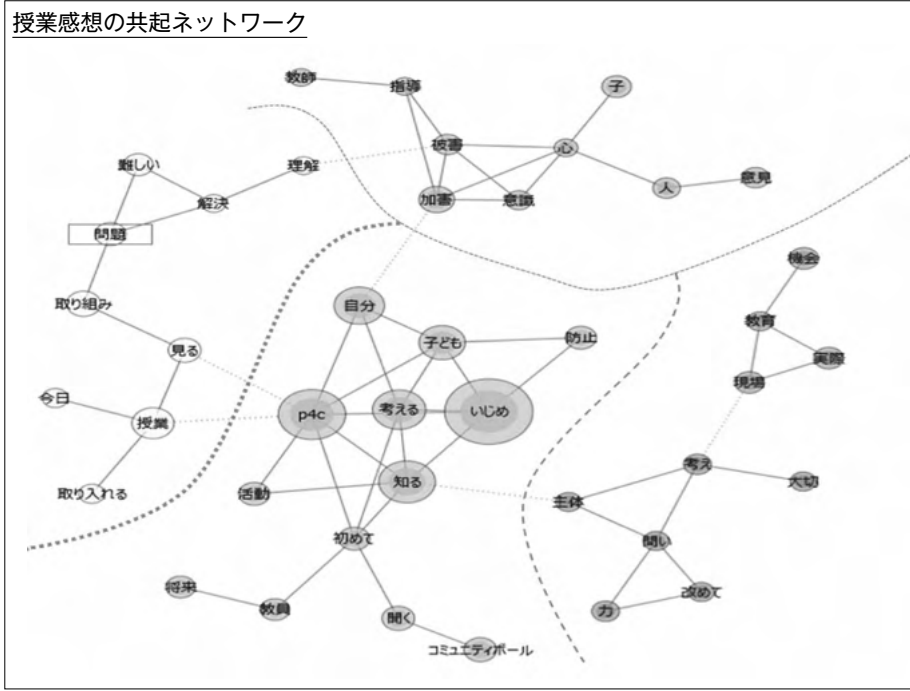 授業感想の共起ネットワーク
教師
指導
子
被害
心
難しい
理解
人
意見
解決
加害
意識
問題
機会
取り組み
自分
教育
子ども
防止
見る
実際
現場
今日
p4c
考える
いじめ
授業
考え
知る
大切
取り入れる
活動
主体
初めて
問い
将来
改めて
教員
力
聞く
コミュニティボール